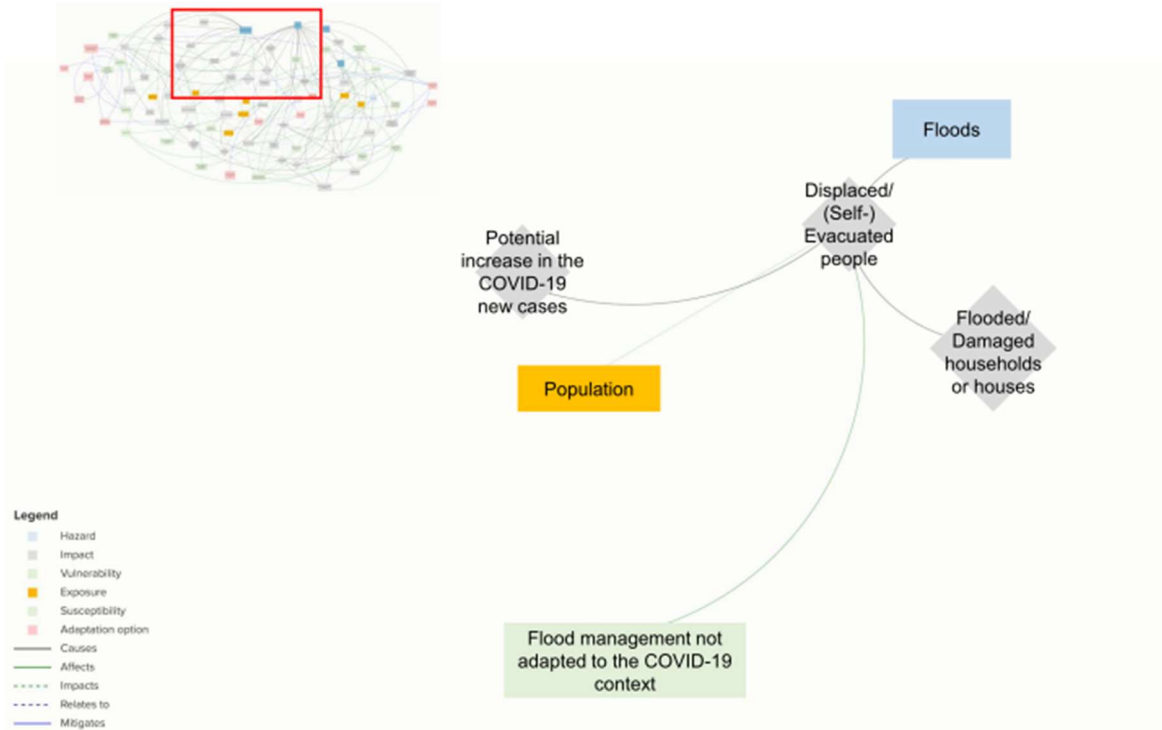 Floods
Displaced/
(Self-)
Evacuated
people
Potential
increase in the
COVID-19
new cases
Flooded/
Damaged
households
or houses
Population
Flood management not
adapted to the COVID-19
context
Legend
Hazard
Impact
Vulnerability
Exposure
Susceptibility
Adaptation option
Causes
Affects
Impacts
Relates to
Mitigates